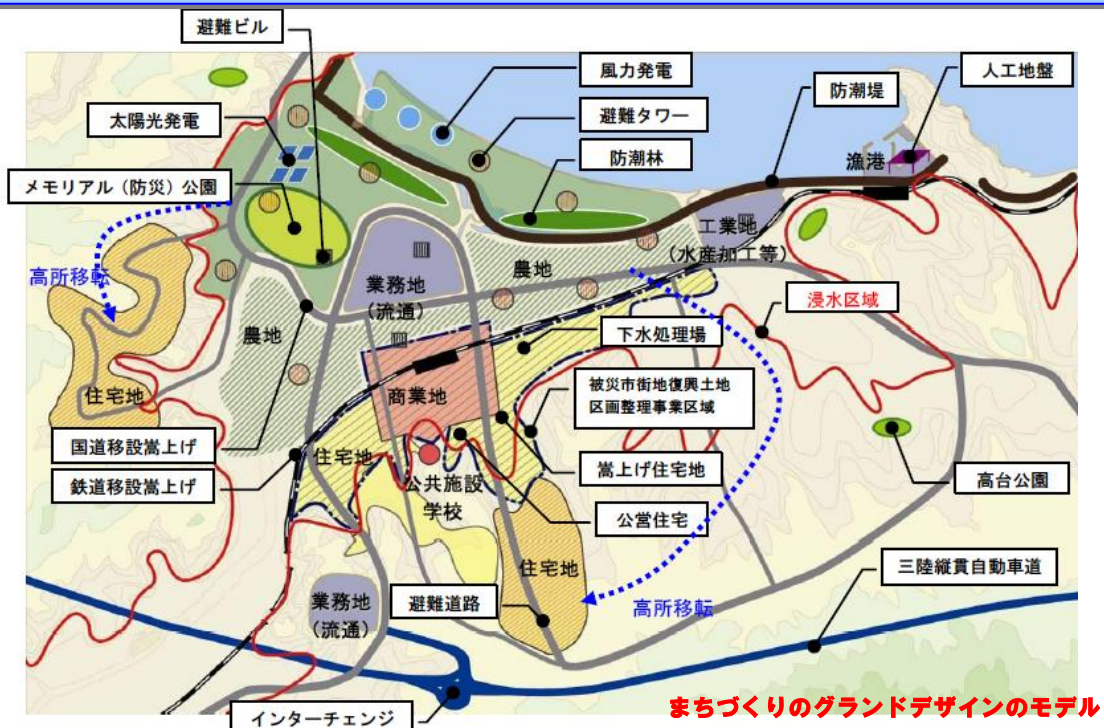 避難ビル
風力発電
人工地盤
防潮堤
避難タワー
太陽光発電
防潮林
漁港
メモリアル（防災）公園
工業地
（水産加工等）
農地
高所移転
業務地
（流通）
浸水区域
農地
下水処理場
被災市街地復興土地
区画整理事業区域
住宅地
商業地
国道移設嵩上げ
住宅地
嵩上げ住宅地
高台公園
鉄道移設嵩上げ
公共施設
学校
公営住宅
住宅地
三陸縦貫自動車道
業務地
（流通）
避難道路
高所移転
インターチェンジ
まちづくりのグランドデザインのモデル